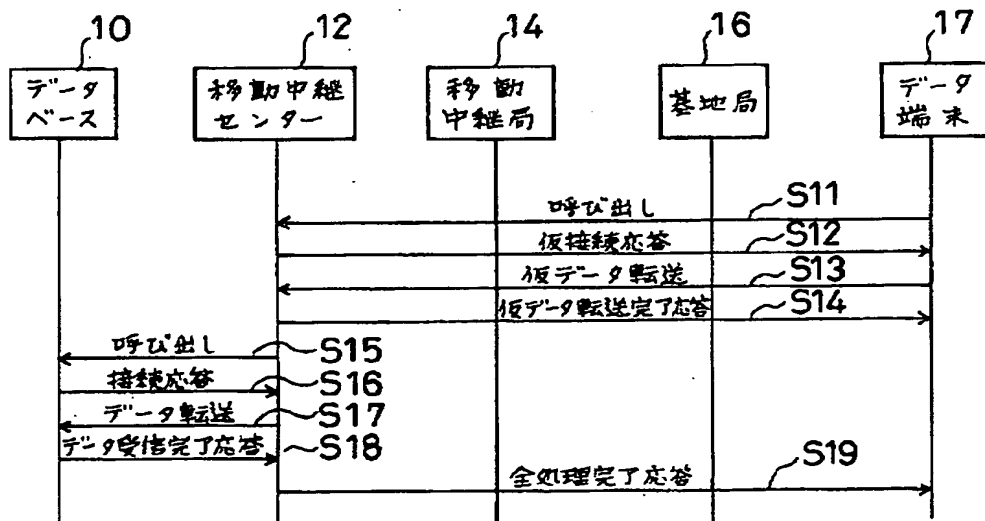 10
12
14
16
17
データ
ベース
移動中継
センター
移動
中継局
基地局
データ
端末
呼び出し
S11
仮接続応答
S12
仮データ転送
S13
仮データ転送完了応答
S14
呼び出し
S15
接続応答
S16
データ転送
S17
データ受信完了応答
S18
全処理完了応答
S19